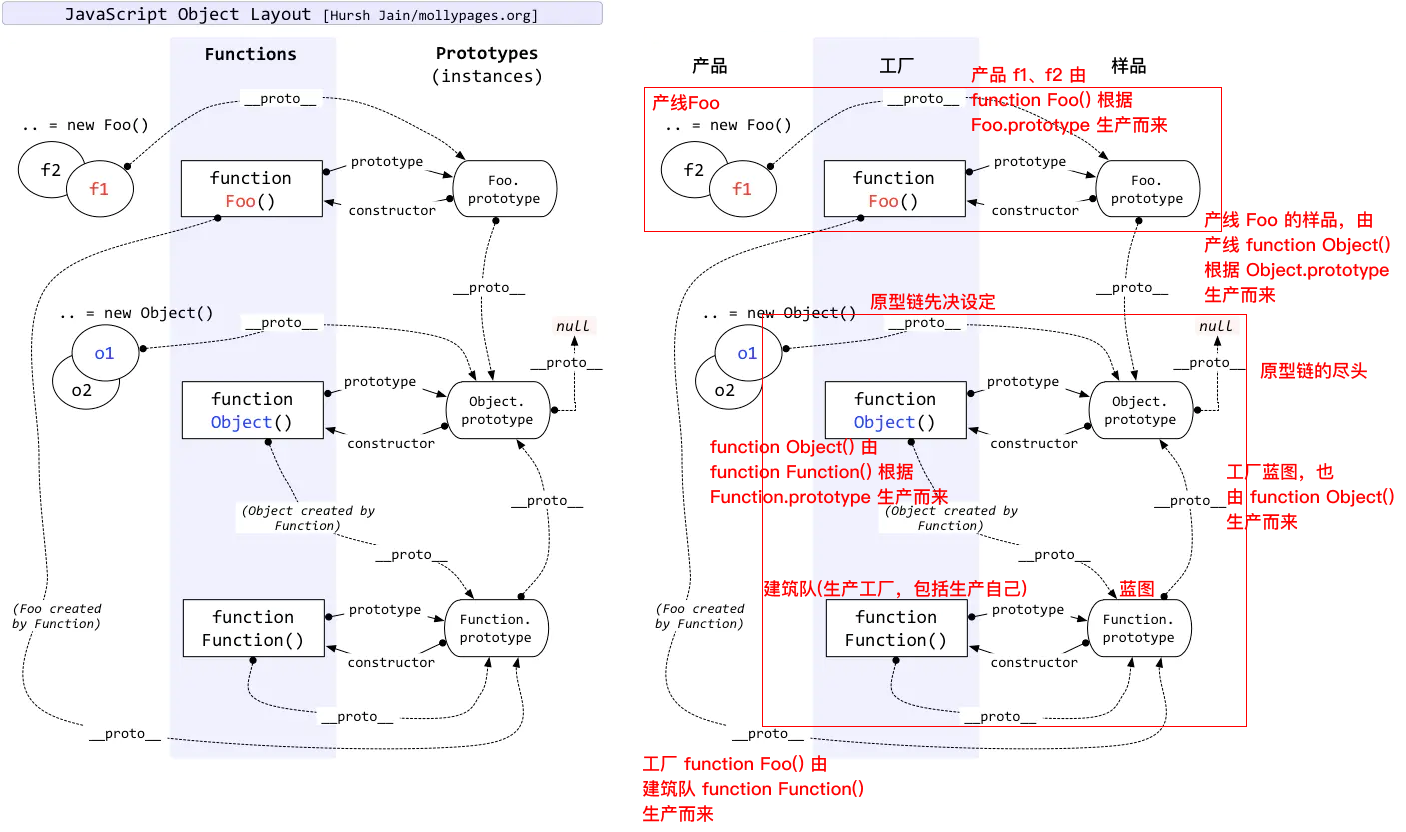 JavaScript Object Layout [Hursh Jain/mollypages.org]
Functions
Prototypes
(instances)
__proto__
.. = new Foo()
f2
f1
function
Foo()
prototype
constructor
Foo.
prototype
__proto__
.. = new Object()
__proto__
null
o1
o2
__proto__
function
Object()
prototype
constructor
Object.
prototype
(Object created by
Function)
__proto__
__proto__
(Foo created
by Function)
function
Function()
prototype
constructor
Function.
prototype
__proto__
__proto__
产品
工厂
样品
产线Foo
产品 f1、f2 由
function Foo() 根据
Foo.prototype 生产而来
__proto__
.. = new Foo()
f2
f1
function
Foo()
prototype
constructor
Foo.
prototype
产线 Foo 的样品，由
产线 function Object()
根据 Object.prototype
生产而来
__proto__
原型链先决设定
.. = new Object()
__proto__
null
o1
o2
__proto__
原型链的尽头
function
Object()
prototype
constructor
Object.
prototype
function Object() 由
function Function() 根据
Function.prototype 生产而来
(Object created by
Function)
__proto__
工厂蓝图，也
由 function Object()
生产而来
__proto__
建筑队(生产工厂，包括生产自己)
蓝图
(Foo created
by Function)
function
Function()
prototype
constructor
Function.
prototype
__proto__
__proto__
工厂 function Foo() 由
建筑队 function Function()
生产而来